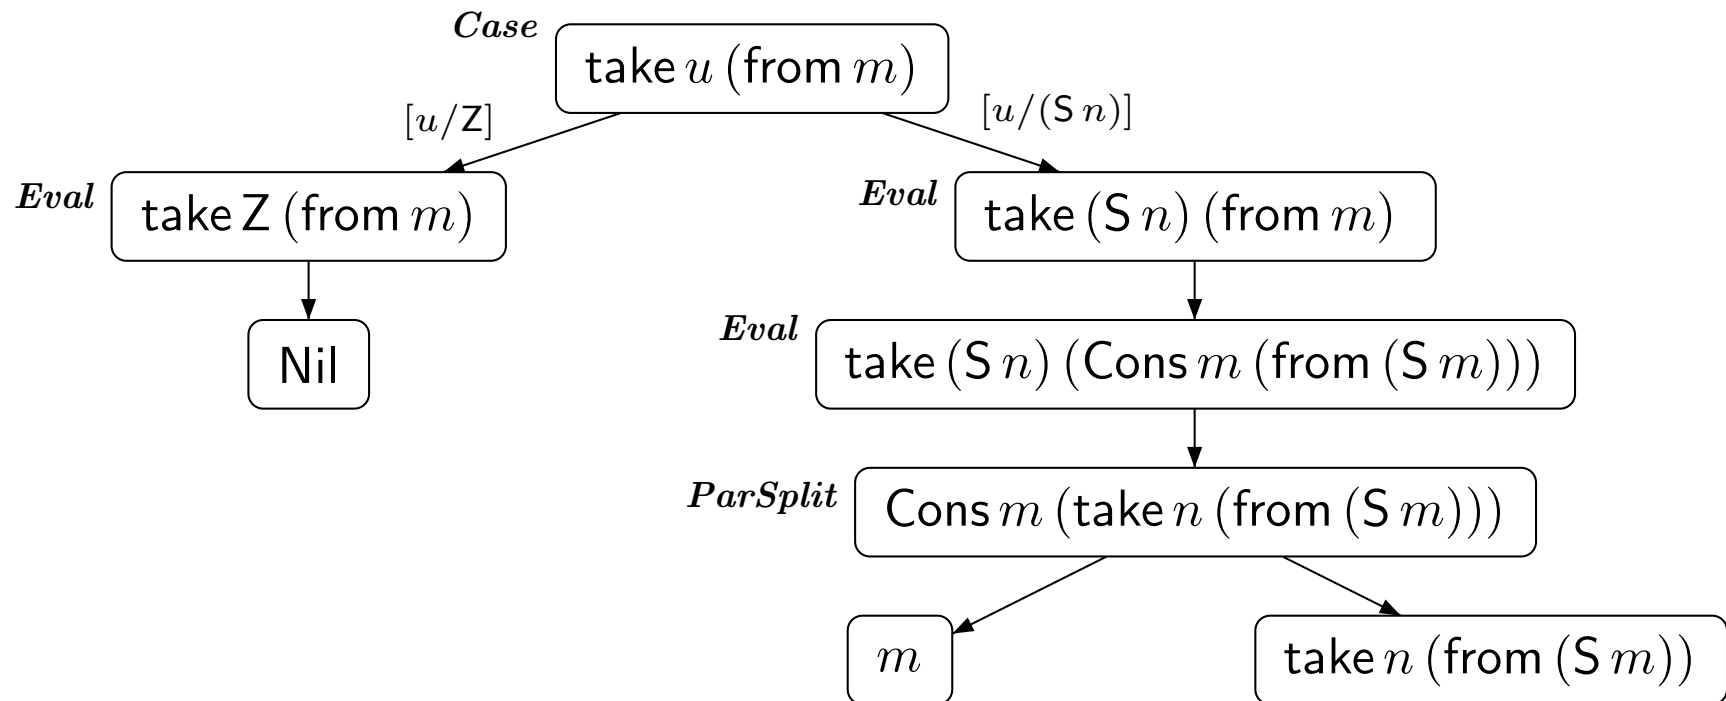 Case
take u (from m)
[u/Z]
[u/(S n)]
Eval
take Z (from m)
Eval
take (S n) (from m)
Nil
Eval
take (S n) (Cons m (from (S m)))
ParSplit
Cons m (take n (from (S m)))
m
take n (from (S m))